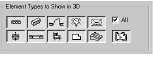 Element Types to Show in 3D
All